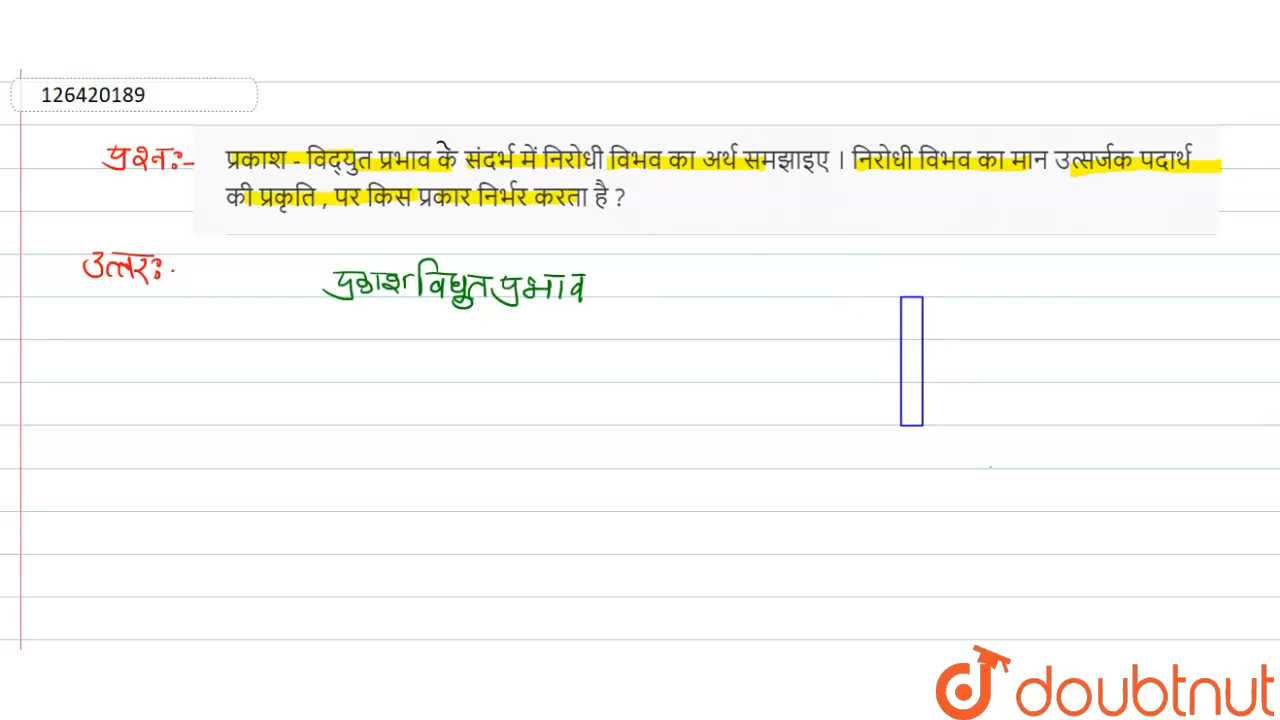 126420189
प्रश्नः- प्रकाश - विद्युत प्रभाव के संदर्भ में निरोधी विभव का अर्थ समझाइए । निरोधी विभव का मान उत्सर्जक पदार्थ
की प्रकृति , पर किस प्रकार निर्भर करता है ?
उत्तरः-
प्रकाश विधुत प्रभाव
doubtnut